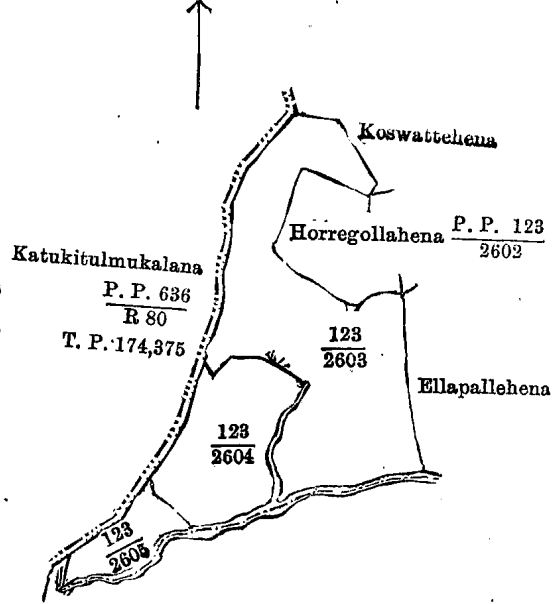 Koswattehena
Horregollahena P. P. 123
2602
Katukitulmukalana
P. P. 636
R 80
T. P. 174,375
123
2603
Ellapallehena
123
2604
123
2605